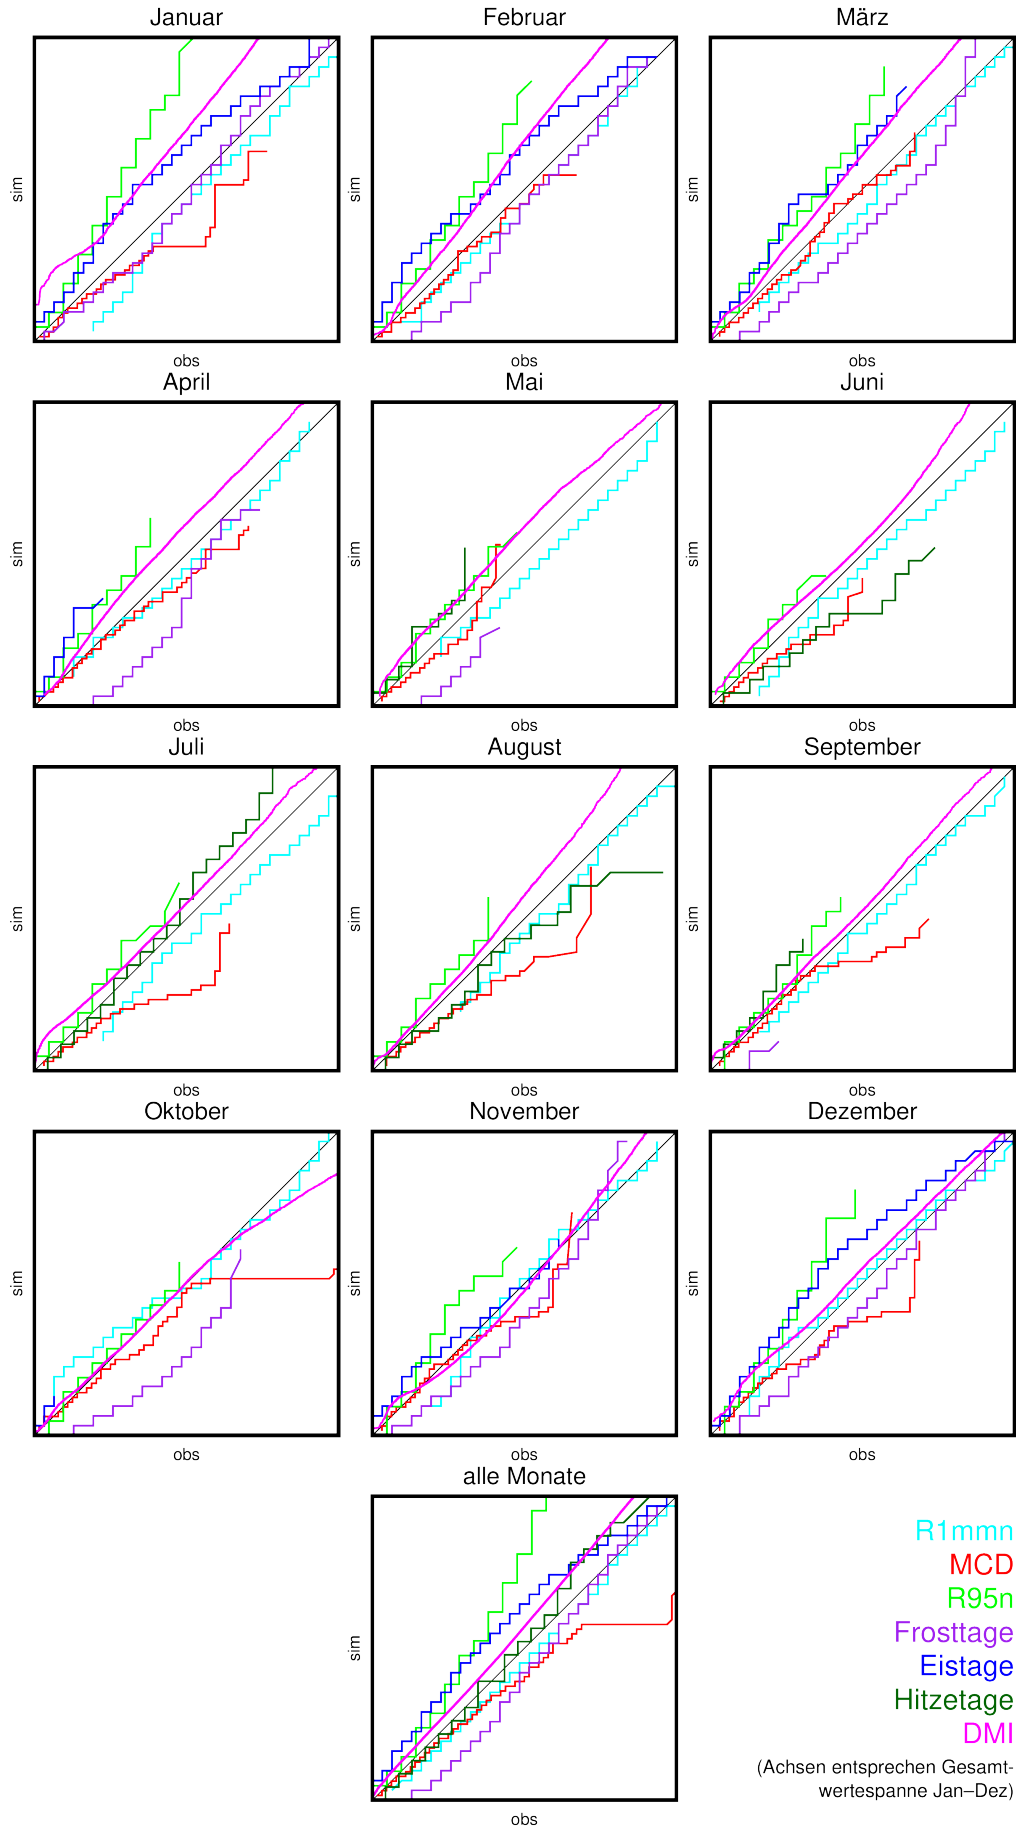 Januar
Februar
März
sim
sim
sim
obs
obs
obs
April
Mai
Juni
sim
sim
sim
obs
obs
obs
Juli
August
September
sim
sim
sim
obs
obs
obs
Oktober
November
Dezember
sim
sim
sim
obs
obs
obs
alle Monate
sim
obs
R1mmn
MCD
R95n
Frosttage
Eistage
Hitzetage
DMI
(Achsen entsprechen Gesamt-
wertespanne Jan–Dez)